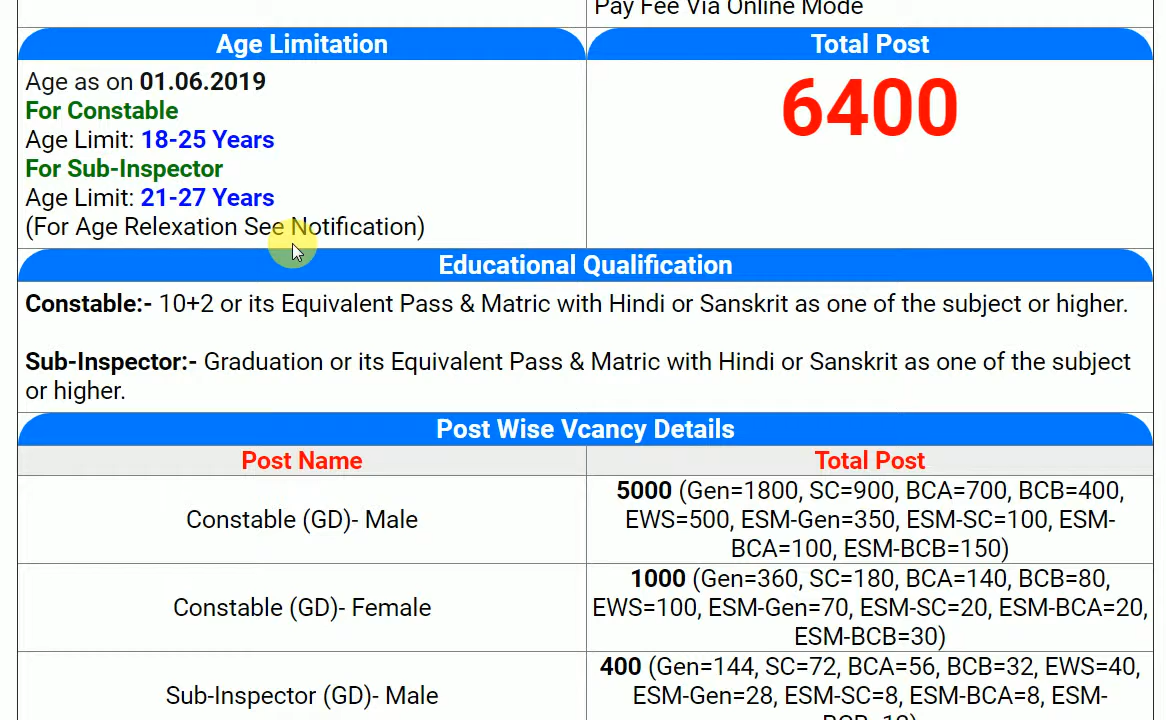 Pay Fee Via Online Mode
Age Limitation
Total Post
Age as on 01.06.2019
For Constable
Age Limit: 18-25 Years
For Sub-Inspector
Age Limit: 21-27 Years
(For Age Relexation See Notification)
6400
Educational Qualification
Constable:- 10+2 or its Equivalent Pass & Matric with Hindi or Sanskrit as one of the subject or higher.
Sub-Inspector:- Graduation or its Equivalent Pass & Matric with Hindi or Sanskrit as one of the subject
or higher.
Post Wise Vcancy Details
Post Name
Total Post
Constable (GD)- Male
5000 (Gen=1800, SC=900, BCA=700, BCB=400,
EWS=500, ESM-Gen=350, ESM-SC=100, ESM-
BCA=100, ESM-BCB=150)
Constable (GD)- Female
1000 (Gen=360, SC=180, BCA=140, BCB=80,
EWS=100, ESM-Gen=70, ESM-SC=20, ESM-BCA=20,
ESM-BCB=30)
Sub-Inspector (GD)- Male
400 (Gen=144, SC=72, BCA=56, BCB=32, EWS=40,
ESM-Gen=28, ESM-SC=8, ESM-BCA=8, ESM-